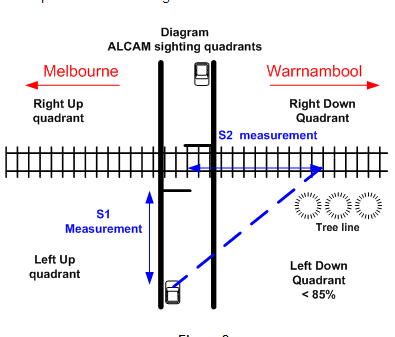 Diagram
ALCAM sighting quadrants
Melbourne
Warrnambool
Right Up
quadrant
Right Down
Quadrant
S2 measurement
S1
Measurement
Tree line
Left Up
quadrant
Left Down
Quadrant
< 85%